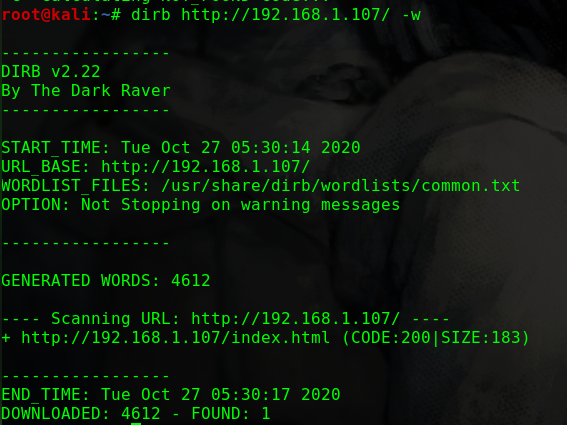 root@kali:~# dirb http://192.168.1.107/ -w
-----------------
DIRB v2.22
By The Dark Raver
-----------------
START_TIME: Tue Oct 27 05:30:14 2020
URL_BASE: http://192.168.1.107/
WORDLIST_FILES: /usr/share/dirb/wordlists/common.txt
OPTION: Not Stopping on warning messages
-----------------
GENERATED WORDS: 4612
---- Scanning URL: http://192.168.1.107/ ----
+ http://192.168.1.107/index.html (CODE:200|SIZE:183)
-----------------
END_TIME: Tue Oct 27 05:30:17 2020
DOWNLOADED: 4612 - FOUND: 1